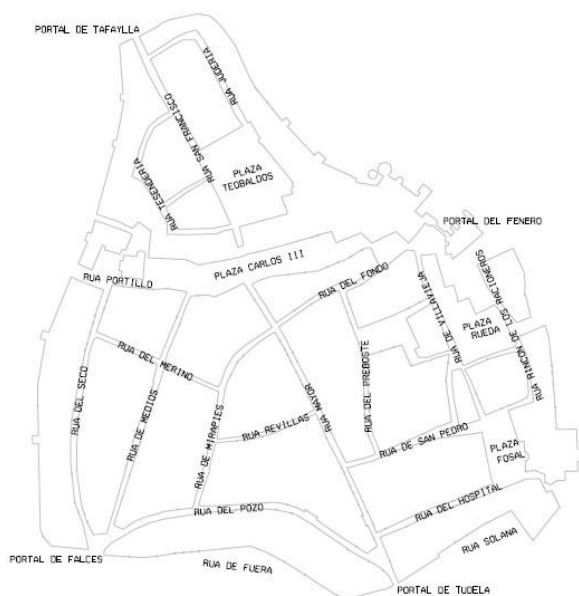 PORTAL DE TAFAYLLA
RUA JUDERIA
RUA SAN FRANCISCO
PLAZA
TEOBALDOS
RUA TESENDERIA
PORTAL DEL FENERO
PLAZA CARLOS III
RUA PORTILLO
RUA DEL FONDO
RUA DE VILLAVIEJA
RUA RINCON DE LOS RACIONEROS
PLAZA
RUEDA
RUA DEL MERINO
RUA DEL SECO
RUA DE MEDIOS
RUA DE MIRAPIES
RUA REVILLAS
RUA MAYOR
RUA DEL PREBOSTE
RUA DE SAN PEDRO
PLAZA
FOSAL
RUA DEL POZO
RUA DEL HOSPITAL
RUA SOLANA
PORTAL DE FALCES
RUA DE FUERA
PORTAL DE TUDELA